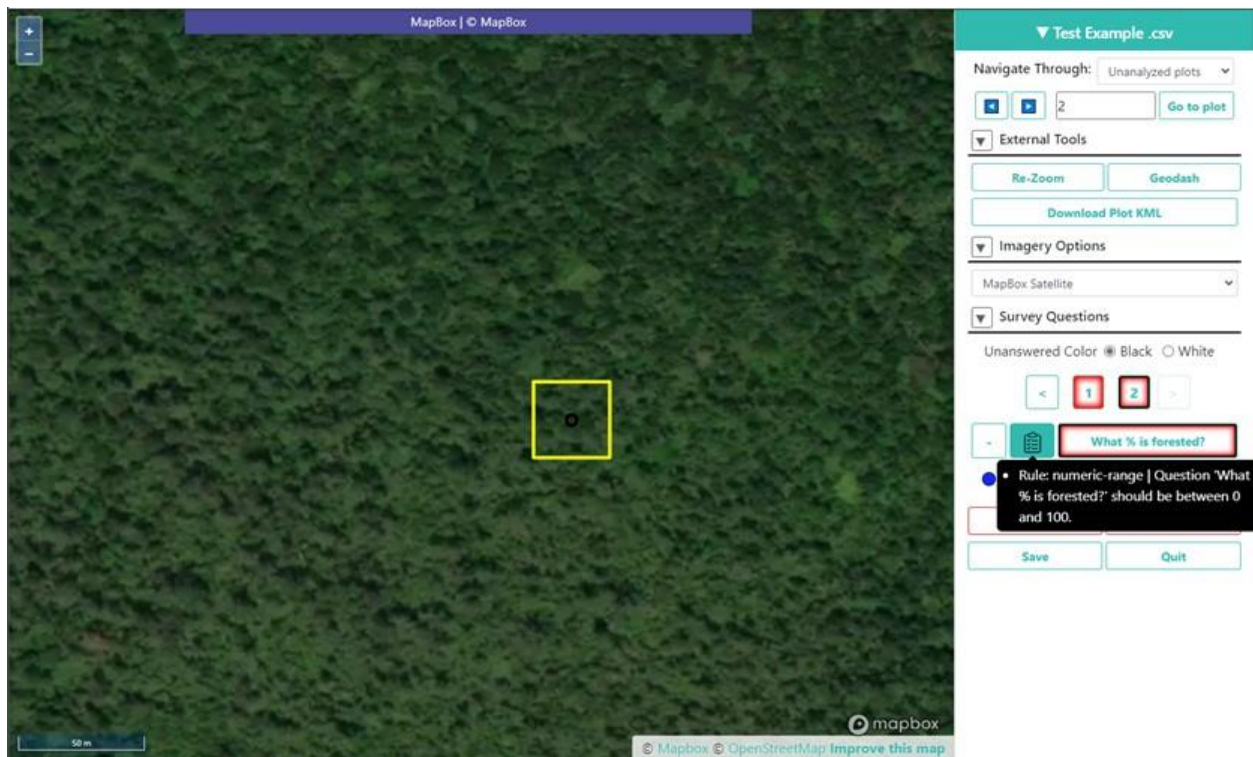 +
MapBox | © MapBox
−
▼ Test Example .csv
Navigate Through: Unanalyzed plots
2 Go to plot
▼ External Tools
Re-Zoom Geodash
Download Plot KML
▼ Imagery Options
MapBox Satellite
▼ Survey Questions
Unanswered Color Black White
< 1 2 >
- What % is forested?
• Rule: numeric-range | Question 'What
% is forested?' should be between 0
and 100.
Save Quit
mapbox
50 m
© Mapbox © OpenStreetMap Improve this map